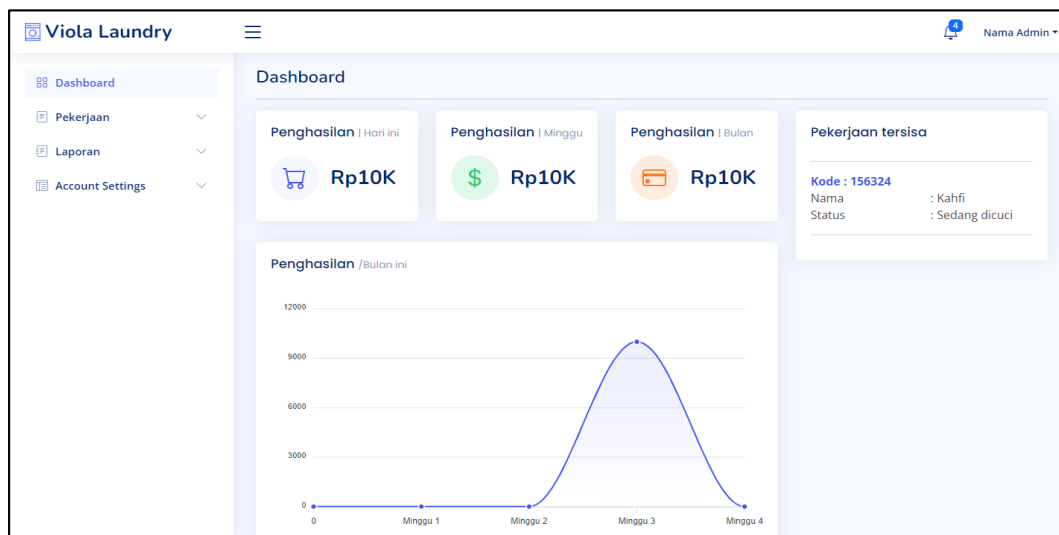 Viola Laundry
4
Nama Admin
Dashboard
Pekerjaan
Laporan
Account Settings
Dashboard
Penghasilan | Hari ini
Rp10K
Penghasilan | Minggu
$
Rp10K
Penghasilan | Bulan
Rp10K
Pekerjaan tersisa
Kode : 156324
Nama : Kahfi
Status : Sedang dicuci
Penghasilan /Bulan ini
12000
9000
6000
3000
0
0 Minggu 1 Minggu 2 Minggu 3 Minggu 4